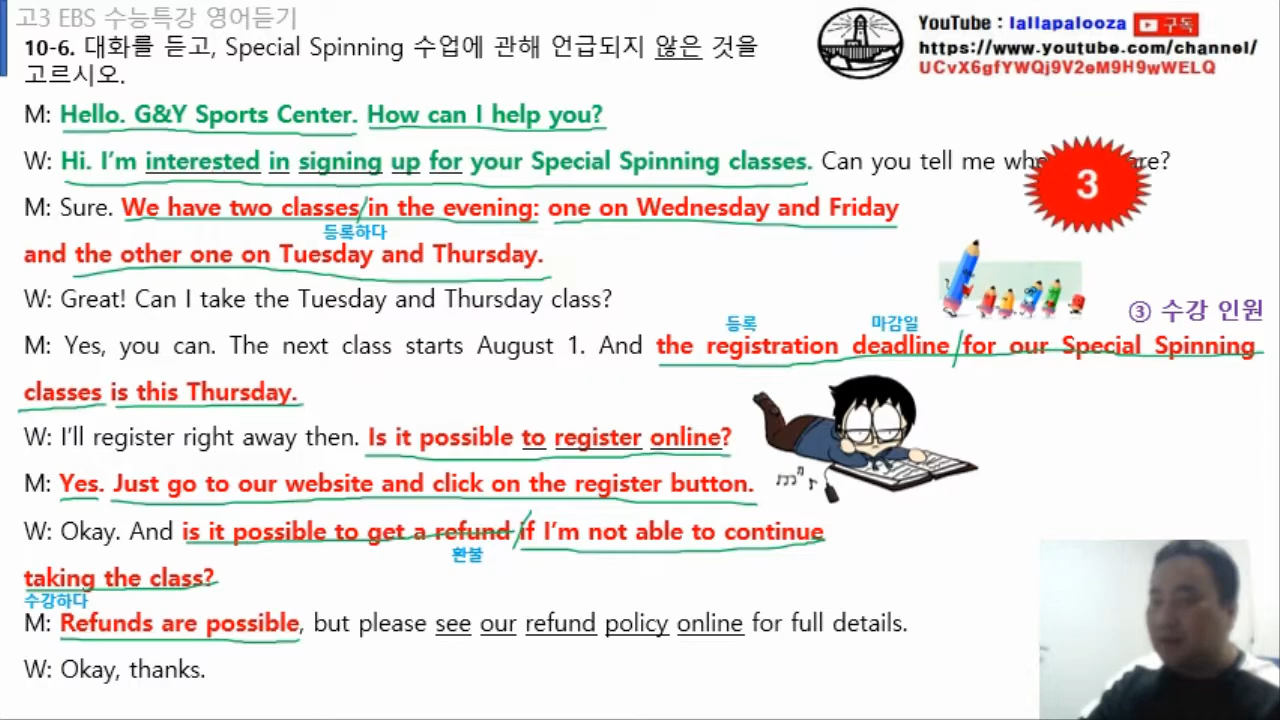 고3 EBS 수능특강 영어듣기
10-6. 대화를 듣고, Special Spinning 수업에 관해 언급되지 않은 것을
고르시오.
YouTube : lallapalooza 구독
https://www.youtube.com/channel/
UCvX6gfYWQj9V2eM9H9wWELQ
M: Hello. G&Y Sports Center. How can I help you?
W: Hi. I'm interested in signing up for your Special Spinning classes. Can you tell me are?
3
M: Sure. We have two classes/in the evening: one on Wednesday and Friday
등록하다
and the other one on Tuesday and Thursday.
W: Great! Can I take the Tuesday and Thursday class?
③ 수강 인원
등록 마감일
M: Yes, you can. The next class starts August 1. And the registration deadline/for our Special Spinning
classes is this Thursday.
W: I'll register right away then. Is it possible to register online?
M: Yes. Just go to our website and click on the register button.
W: Okay. And is it possible to get a refund/if I'm not able to continue
환불
taking the class?
수강하다
M: Refunds are possible, but please see our refund policy online for full details.
W: Okay, thanks.